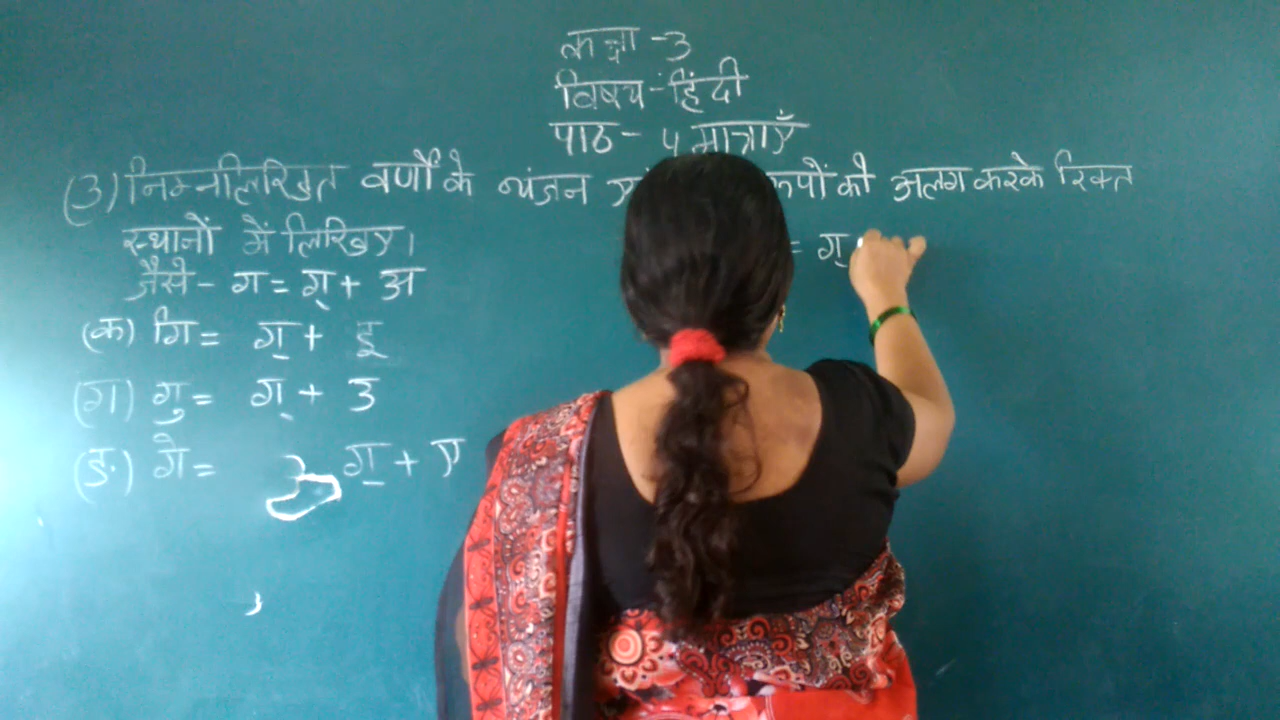 कक्षा -3
विषय - हिंदी
पाठ - 5 मात्राएँ
(3) निम्नलिखित वर्णों के व्यंजन रूपों को अलग करके रिक्त
स्थानों में लिखिए।
जैसे - ग = ग् + अ
= ग्
(क) गि = ग् + इ
(ग) गु = ग् + उ
(ङ) गे = ग् + ए